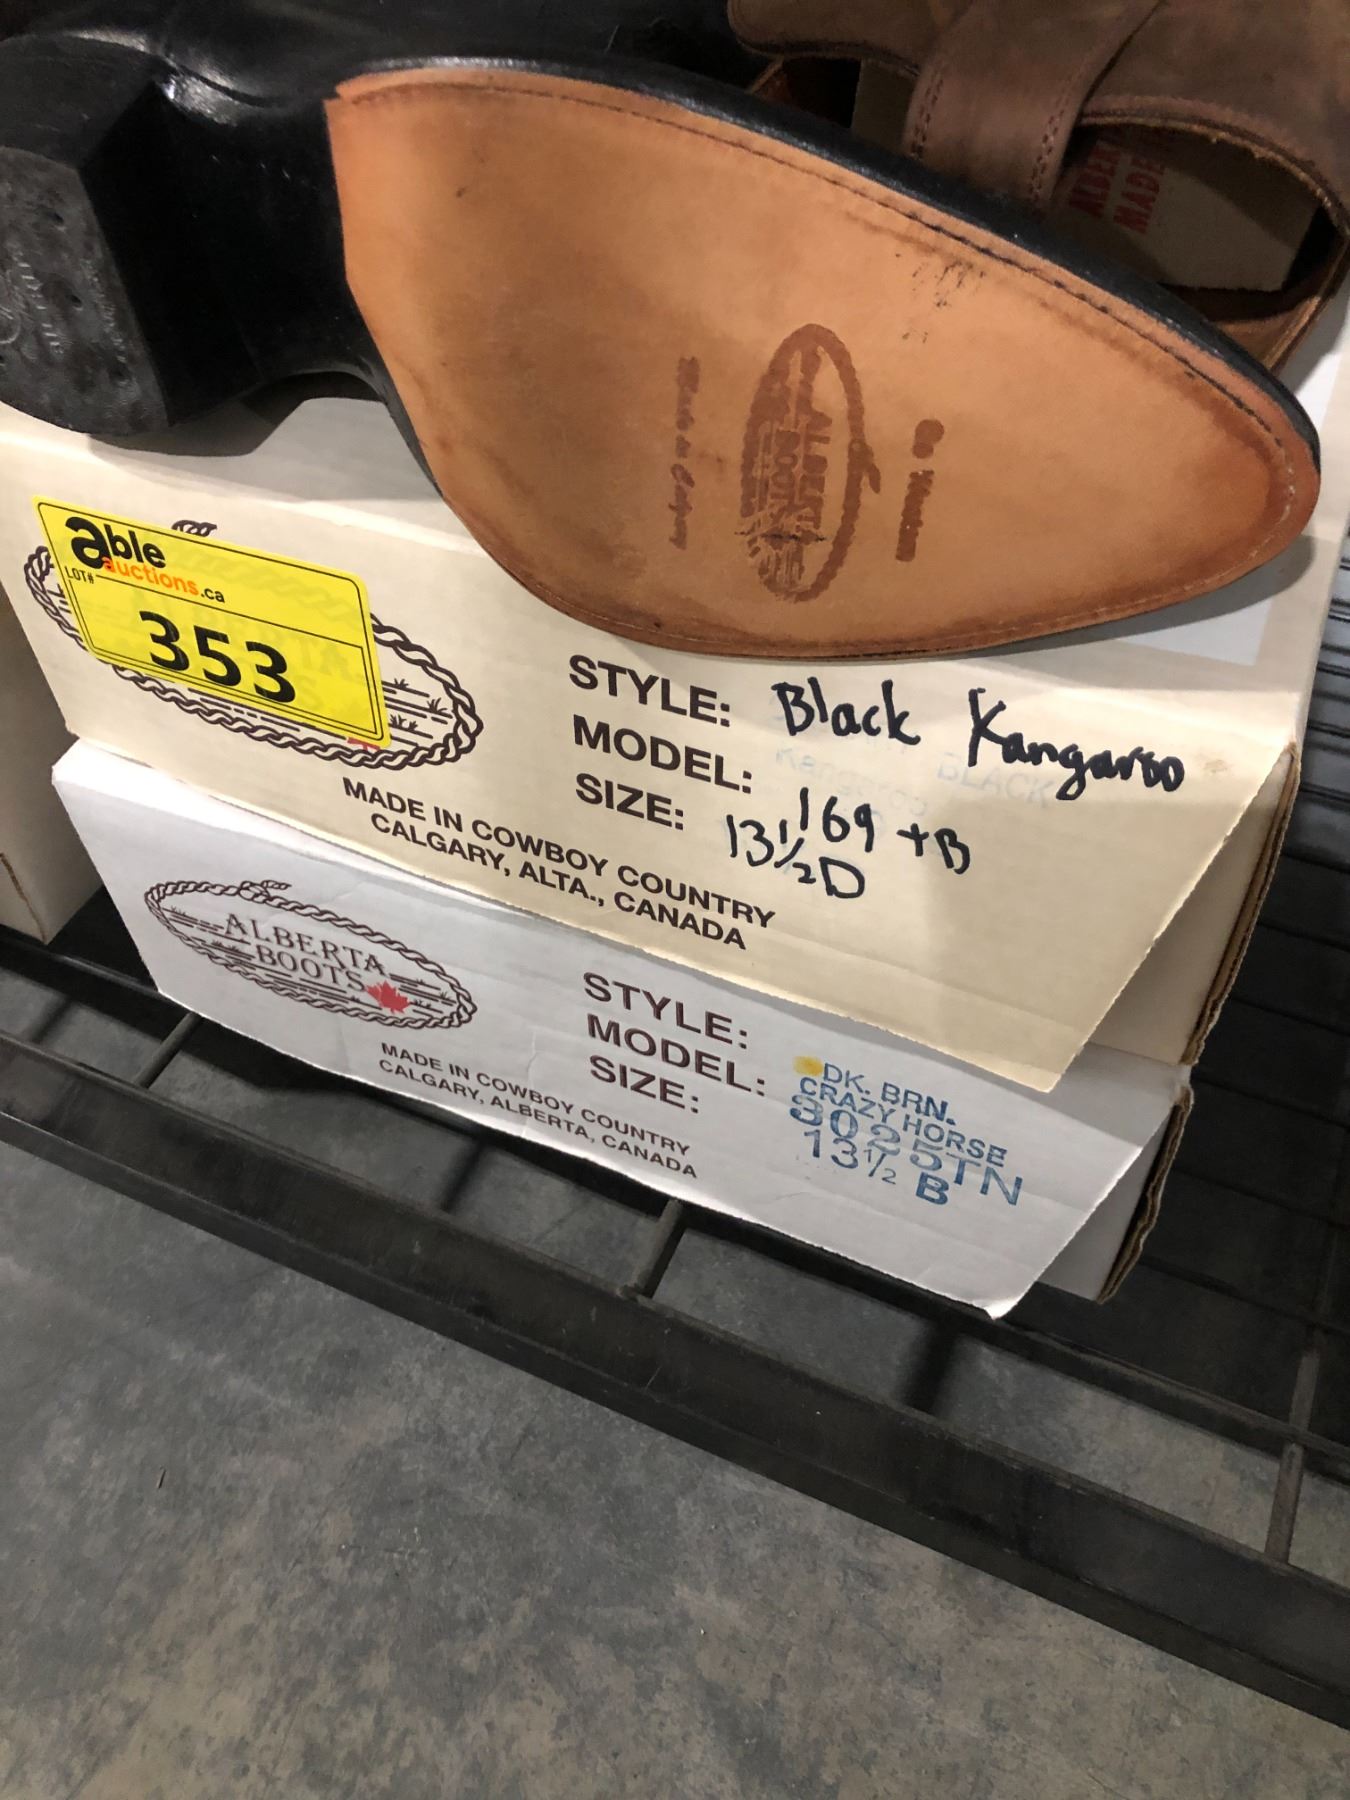 able
auctions.ca
LOT#
353
STYLE: Black Kangaroo
MODEL: 169 +B
SIZE: 13½D
MADE IN COWBOY COUNTRY
CALGARY, ALTA., CANADA
ALBERTA
BOOTS
STYLE: DK. BRN.
CRAZY HORSE
MODEL: 3025TN
SIZE: 13½ B
MADE IN COWBOY COUNTRY
CALGARY, ALBERTA, CANADA